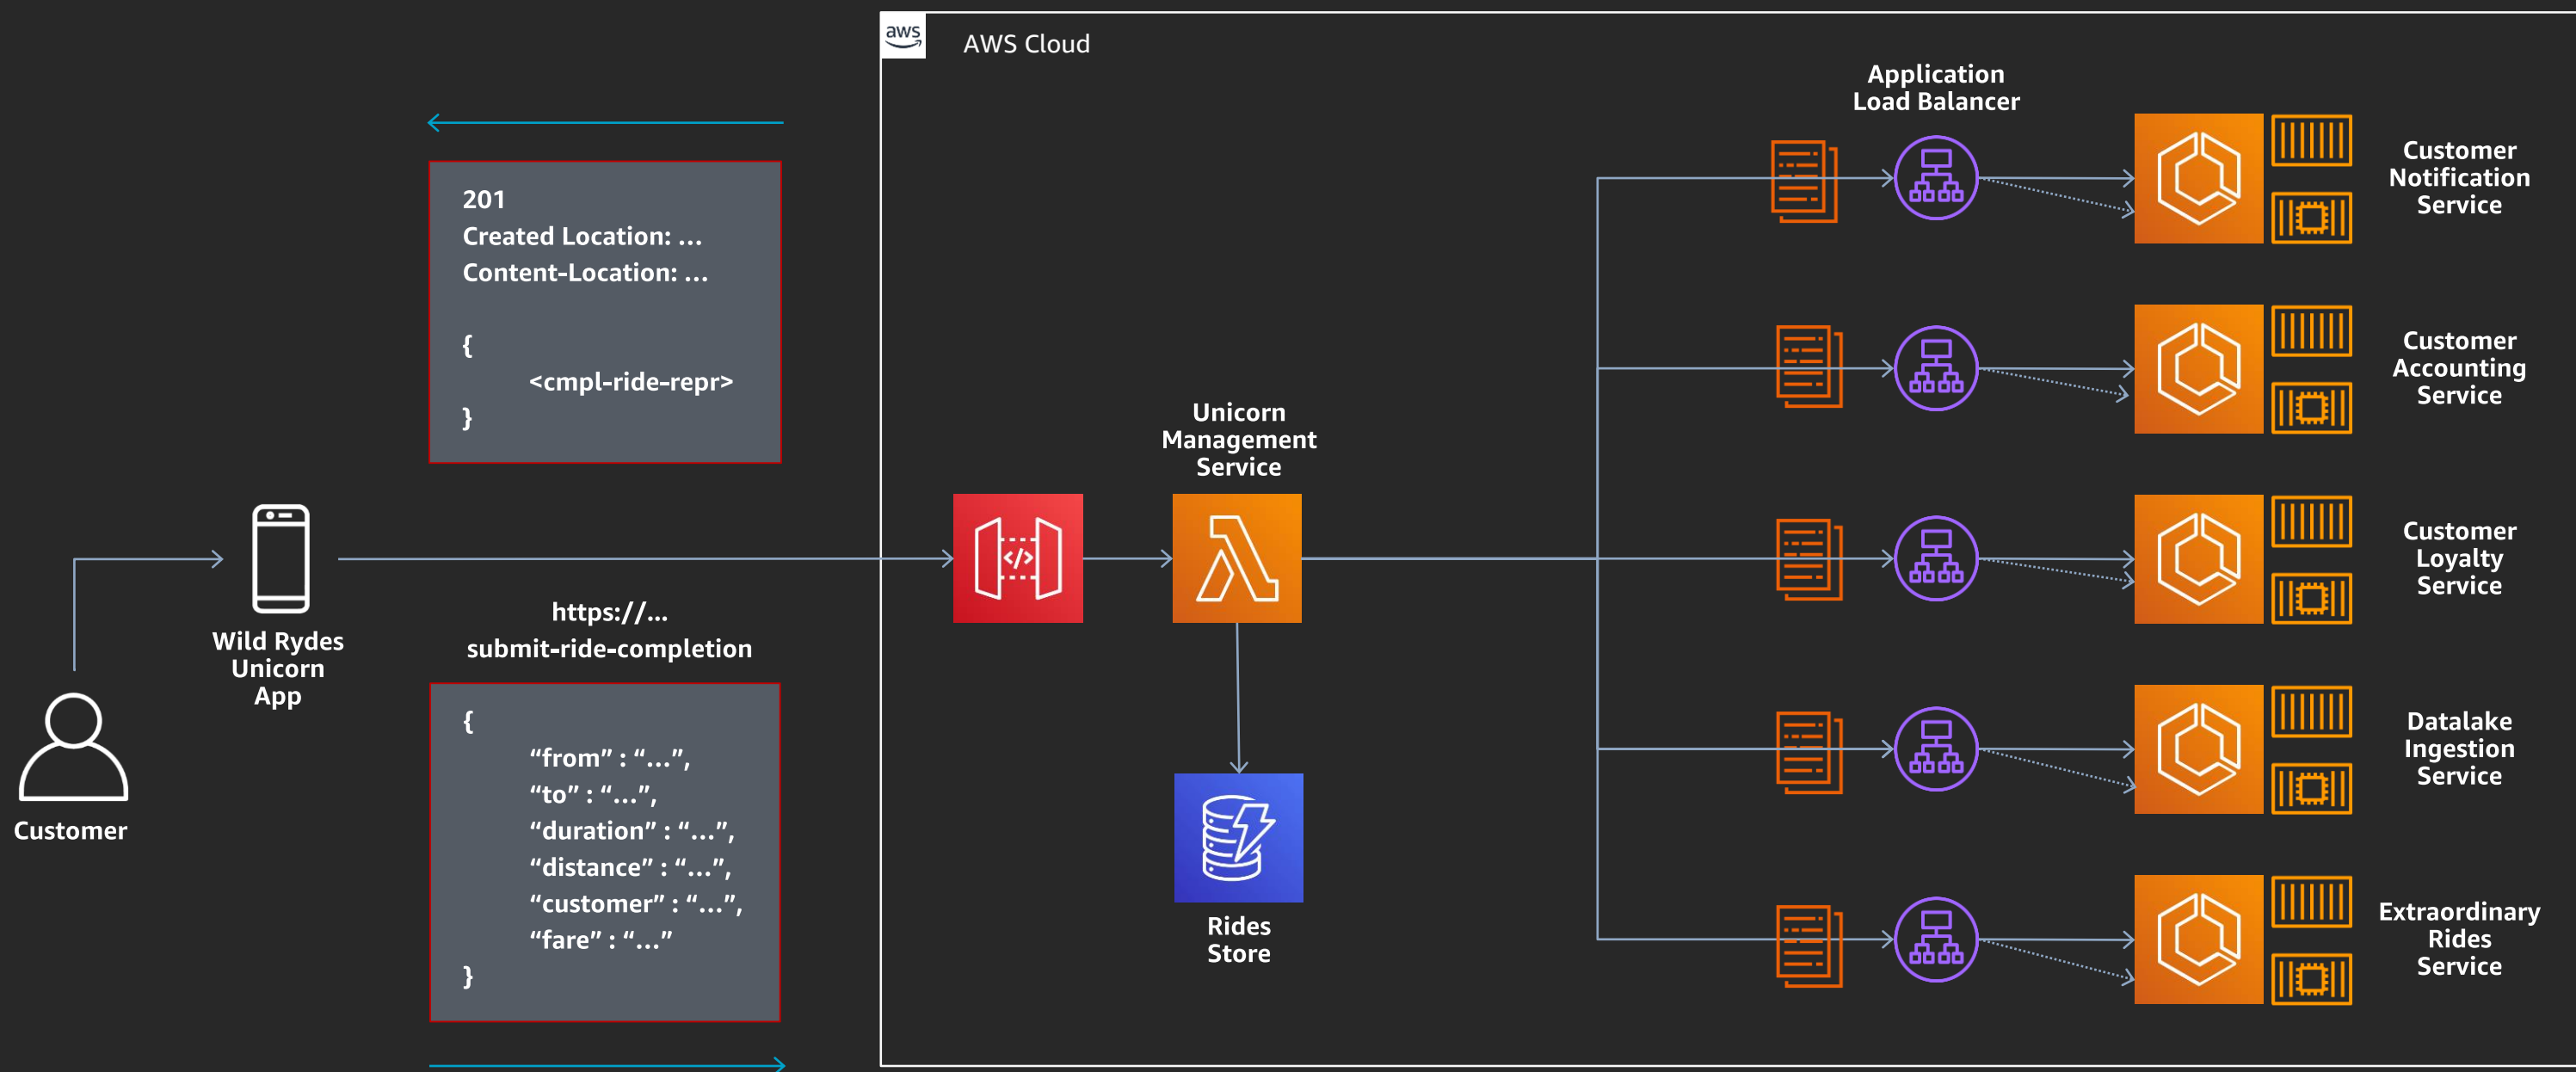 aws
AWS Cloud
201
Created Location: ...
Content-Location: ...
{
<cmpl-ride-repr>
}
Customer
Wild Rydes
Unicorn
App
https://...
submit-ride-completion
{
“from” : “...”,
“to” : “...”,
“duration” : “...”,
“distance” : “...”,
“customer” : “...”,
“fare” : “...”
}
Unicorn
Management
Service
</>
Rides
Store
Application
Load Balancer
Customer
Notification
Service
Customer
Accounting
Service
Customer
Loyalty
Service
Datalake
Ingestion
Service
Extraordinary
Rides
Service